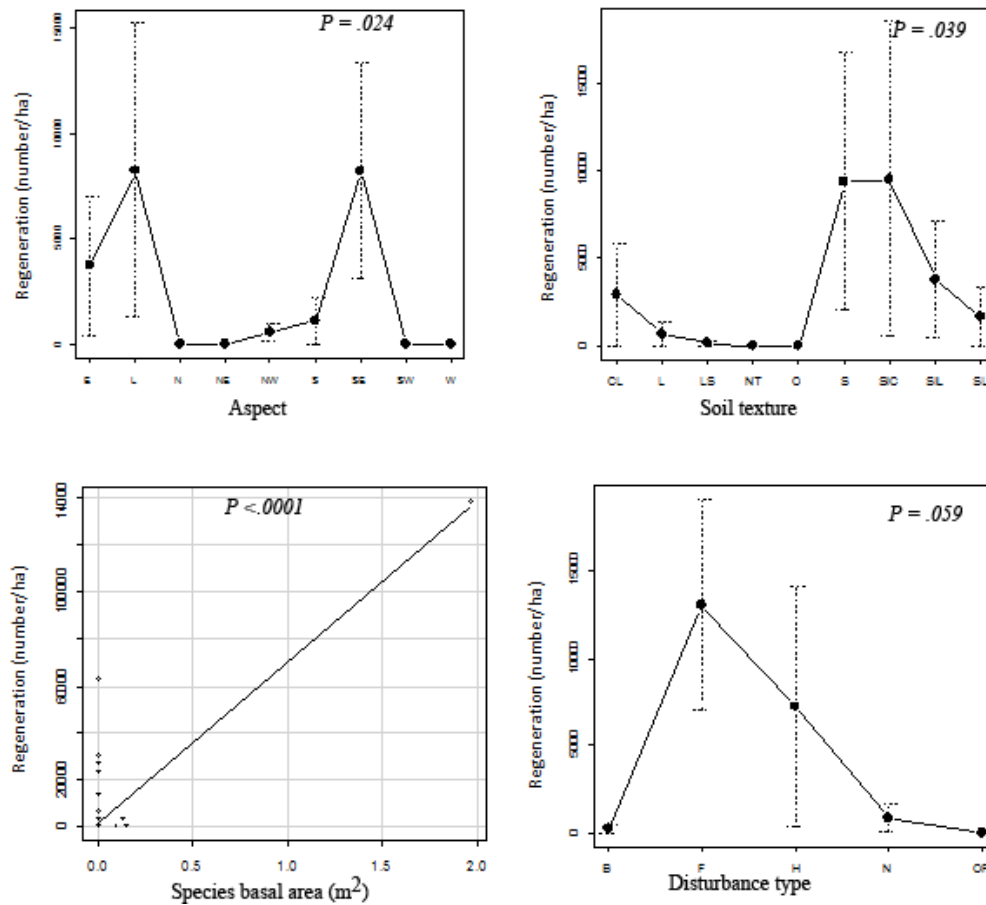 P = .024
Regeneration (number/ha)
15000
10000
5000
0
E L N NE NW S SE SW W
Aspect
P = .039
Regeneration (number/ha)
15000
10000
5000
0
CL L LS NT O S SIC SIL SL
Soil texture
P <.0001
Regeneration (number/ha)
14000
100000
60000
20000
0
0.0 0.5 1.0 1.5 2.0
Species basal area (m²)
P = .059
Regeneration (number/ha)
15000
10000
5000
0
B F H N
Disturbance type